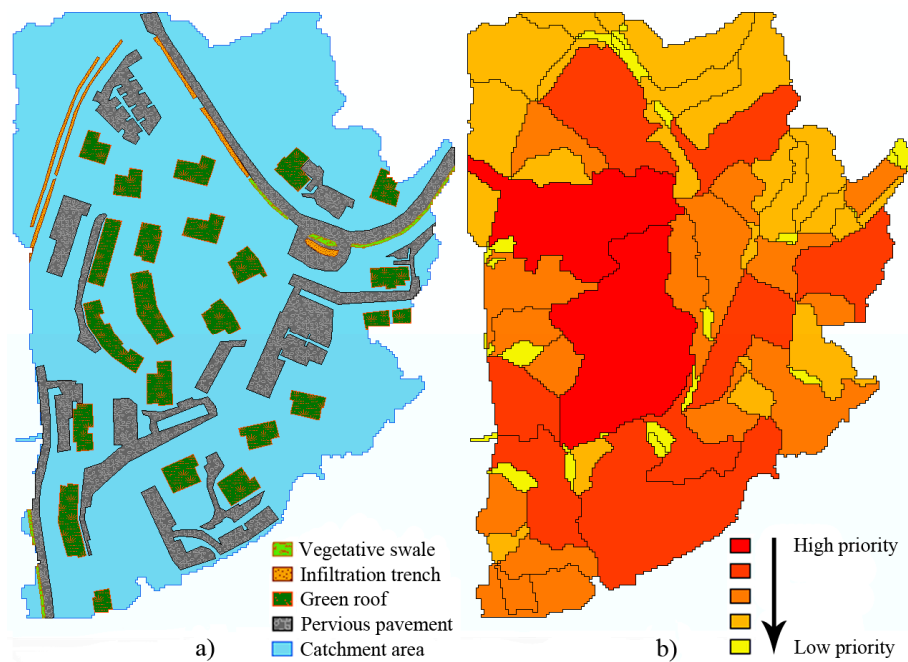 Vegetative swale
Infiltration trench
Green roof
Pervious pavement
Catchment area
a)
High priority
Low priority
b)